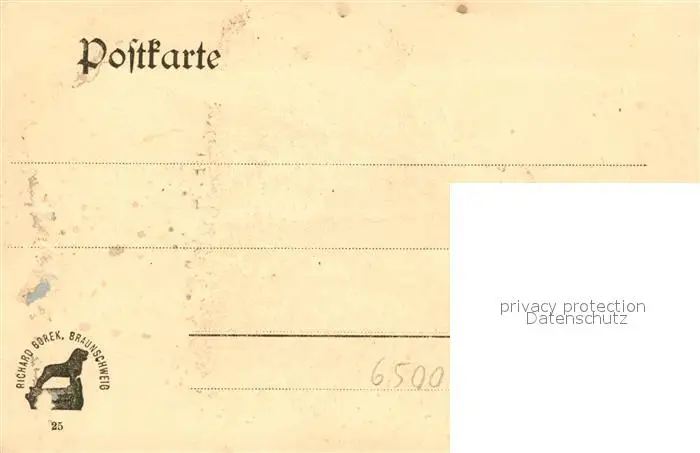 Poſtkarte
privacy protection
Datenschutz
RICHARD BOREK, BRAUNSCHWEIG
6500
25